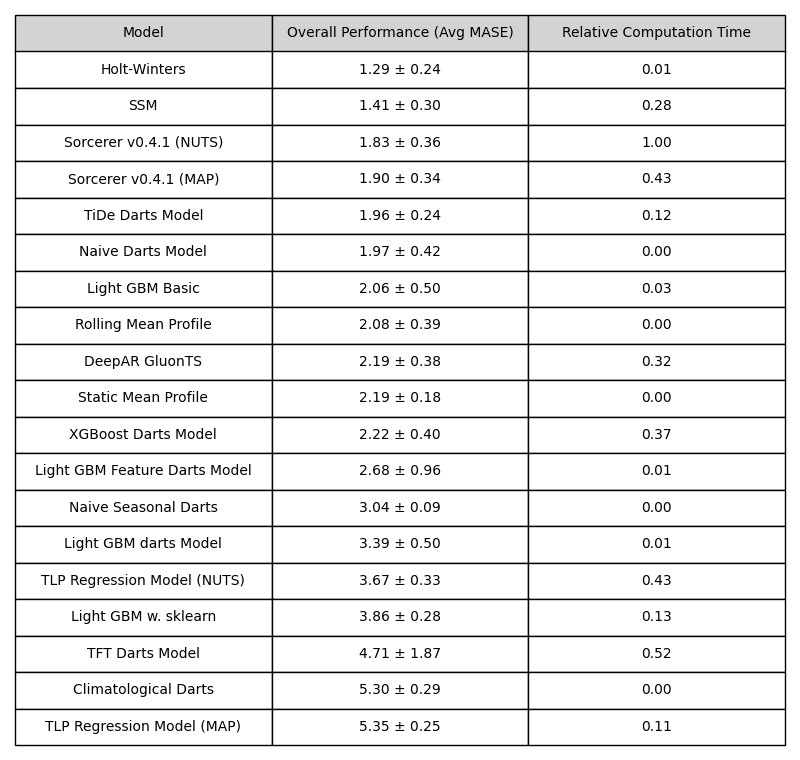 Model Overall Performance (Avg MASE) Relative Computation Time
Holt-Winters 1.29 ± 0.24 0.01
SSM 1.41 ± 0.30 0.28
Sorcerer v0.4.1 (NUTS) 1.83 ± 0.36 1.00
Sorcerer v0.4.1 (MAP) 1.90 ± 0.34 0.43
TiDe Darts Model 1.96 ± 0.24 0.12
Naive Darts Model 1.97 ± 0.42 0.00
Light GBM Basic 2.06 ± 0.50 0.03
Rolling Mean Profile 2.08 ± 0.39 0.00
DeepAR GluonTS 2.19 ± 0.38 0.32
Static Mean Profile 2.19 ± 0.18 0.00
XGBoost Darts Model 2.22 ± 0.40 0.37
Light GBM Feature Darts Model 2.68 ± 0.96 0.01
Naive Seasonal Darts 3.04 ± 0.09 0.00
Light GBM darts Model 3.39 ± 0.50 0.01
TLP Regression Model (NUTS) 3.67 ± 0.33 0.43
Light GBM w. sklearn 3.86 ± 0.28 0.13
TFT Darts Model 4.71 ± 1.87 0.52
Climatological Darts 5.30 ± 0.29 0.00
TLP Regression Model (MAP) 5.35 ± 0.25 0.11